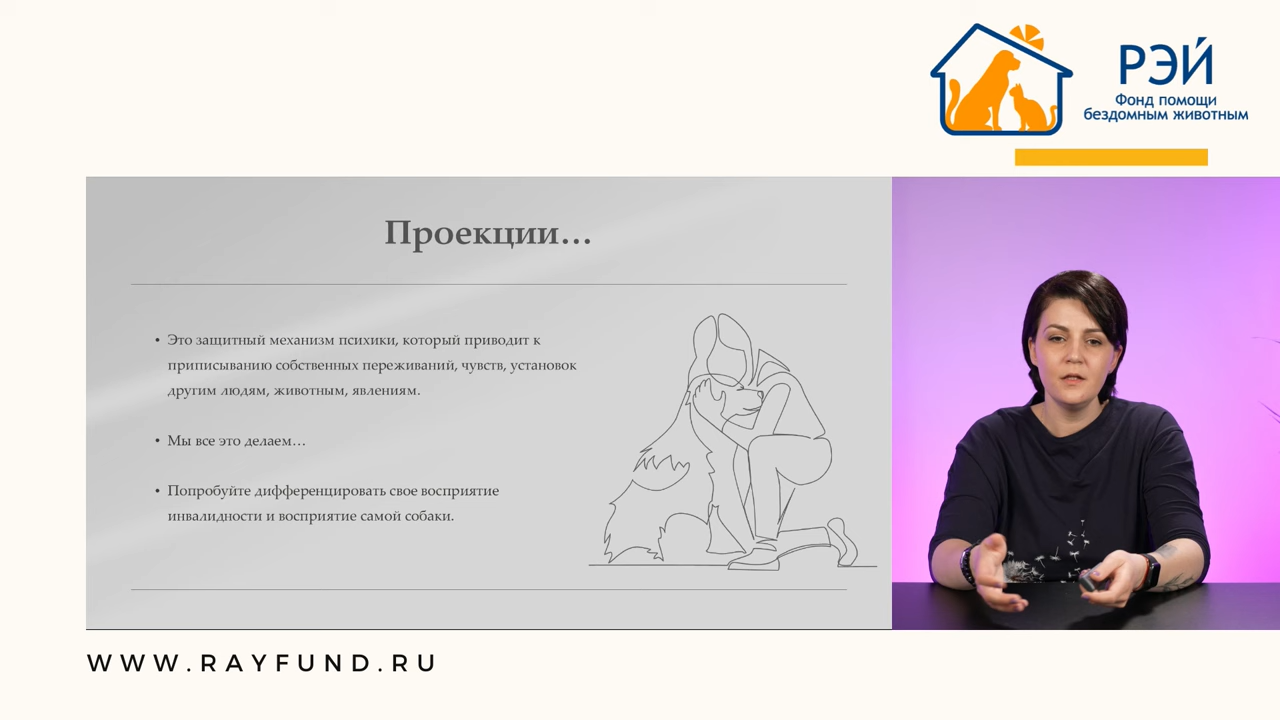 РЭЙ
Фонд помощи
бездомным животным
Проекции…
• Это защитный механизм психики, который приводит к
приписыванию собственных переживаний, чувств, установок
другим людям, животным, явлениям.
• Мы все это делаем…
• Попробуйте дифференцировать свое восприятие
инвалидности и восприятие самой собаки.
WWW.RAYFUND.RU